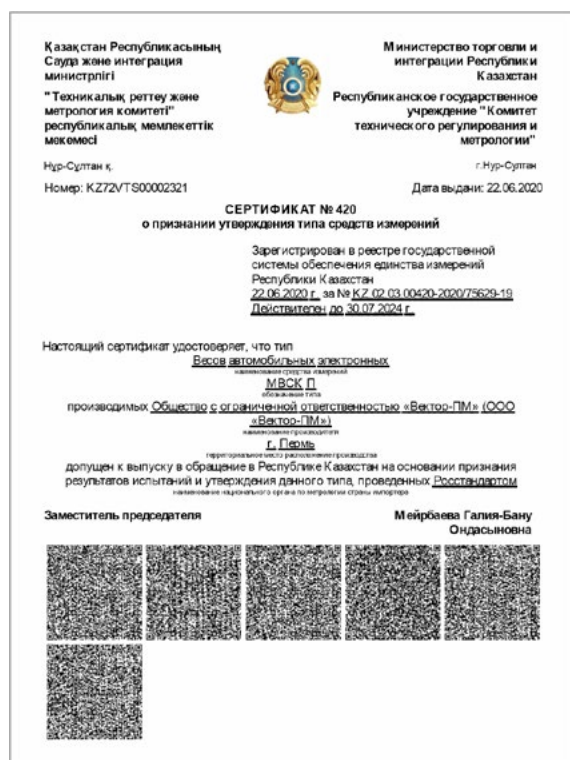 Қазақстан Республикасының
Сауда және интеграция
министрлігі
"Техникалық реттеу және
метрология комитеті"
республикалық мемлекеттік
мекемесі
Министерство торговли и
интеграции Республики
Казахстан
Республиканское государственное
учреждение "Комитет
технического регулирования и
метрологии"
Нұр-Сұлтан қ.
г.Нур-Султан
Номер: KZ72VTS00002321
Дата выдачи: 22.06.2020
СЕРТИФИКАТ № 420
о признании утверждения типа средств измерений
Зарегистрирован в реестре государственной
системы обеспечения единства измерений
Республики Казахстан
22.06.2020 г. за № KZ.02.03.00420-2020/75629-19
Действителен до 30.07.2024 г.
Настоящий сертификат удостоверяет, что тип
Весов автомобильных электронных
наименование средства измерений
МВСК П
обозначение типа
производимых Общество с ограниченной ответственностью «Вектор-ПМ» (ООО
«Вектор-ПМ»)
наименование производителя
г. Пермь
территориальное место расположение производства
допущен к выпуску в обращение в Республике Казахстан на основании признания
результатов испытаний и утверждения данного типа, проведенных Росстандартом
наименование национального органа по метрологии страны импортера
Заместитель председателя
Мейрбаева Галия-Бану
Ондасыновна